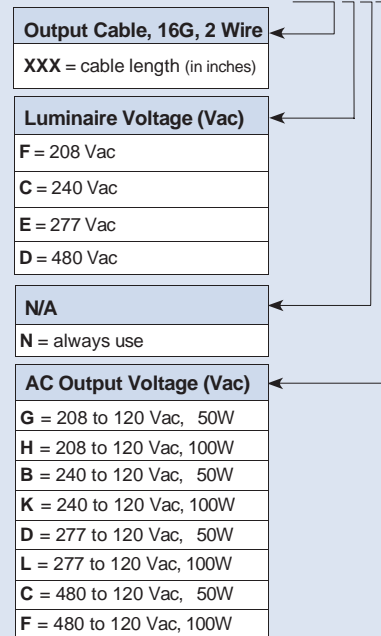 Output Cable, 16G, 2 Wire
XXX = cable length (in inches)
Luminaire Voltage (Vac)
F = 208 Vac
C = 240 Vac
E = 277 Vac
D = 480 Vac
N/A
N = always use
AC Output Voltage (Vac)
G = 208 to 120 Vac, 50W
H = 208 to 120 Vac, 100W
B = 240 to 120 Vac, 50W
K = 240 to 120 Vac, 100W
D = 277 to 120 Vac, 50W
L = 277 to 120 Vac, 100W
C = 480 to 120 Vac, 50W
F = 480 to 120 Vac, 100W